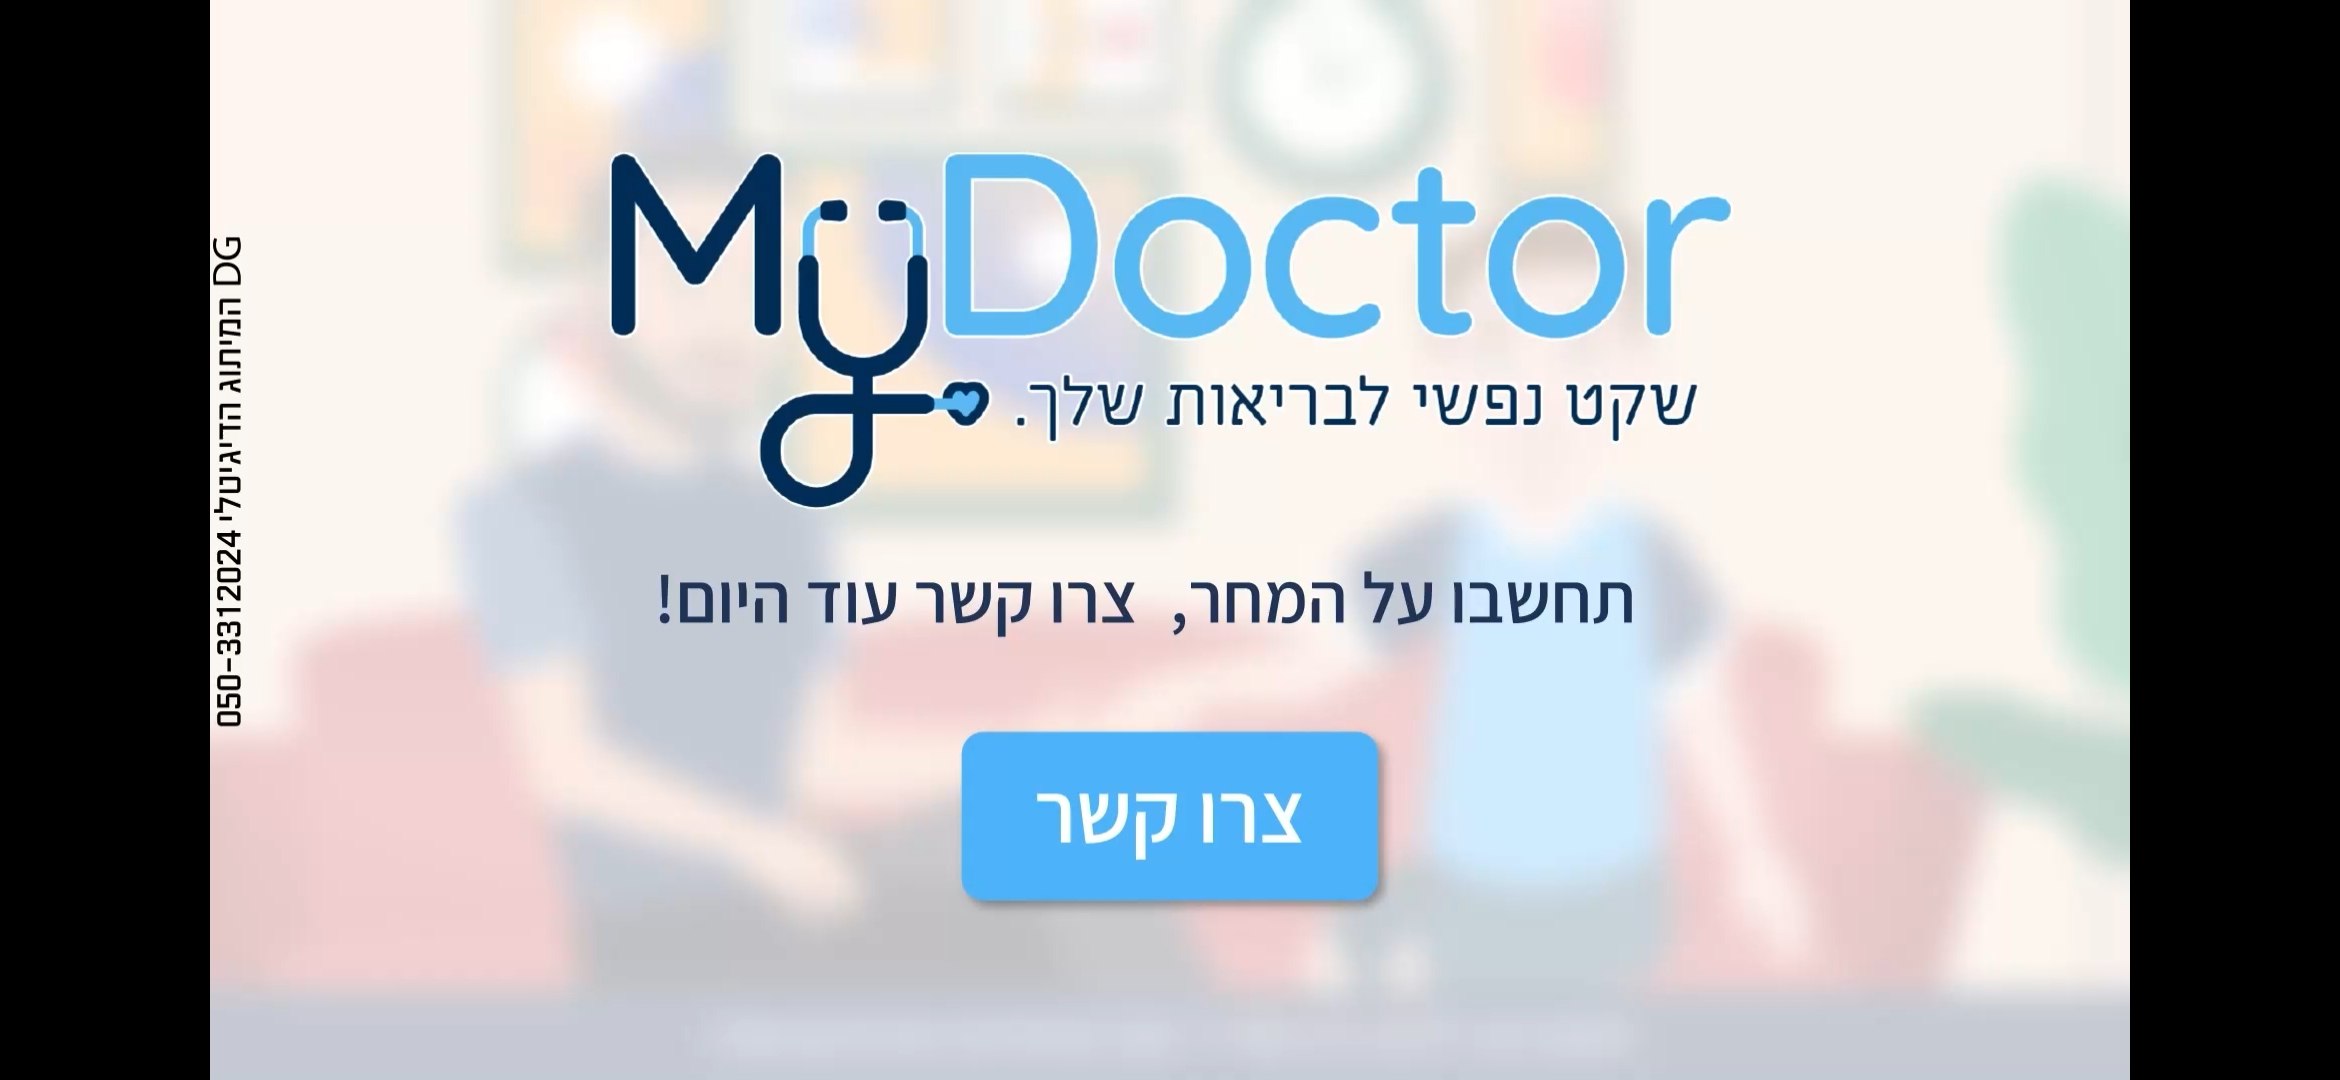 MyDoctor
שקט נפשי לבריאות שלך.
תחשבו על המחר, צרו קשר עוד היום!
צרו קשר
DG המיתוג הדיגיטלי 050-3312024